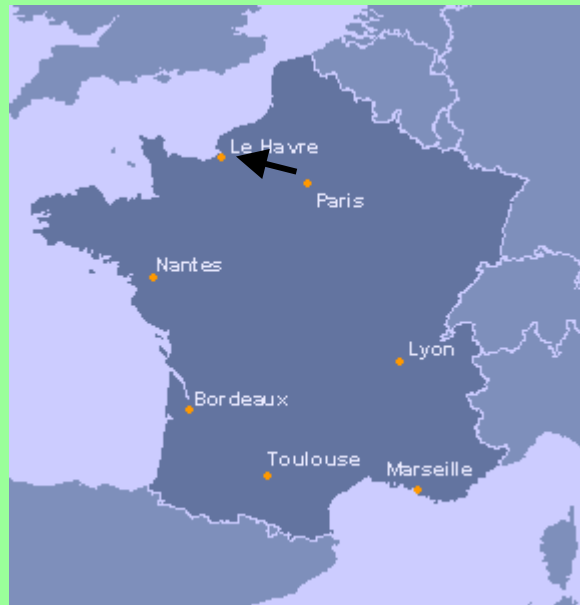 Le Havre
Paris
Nantes
Lyon
Bordeaux
Toulouse
Marseille